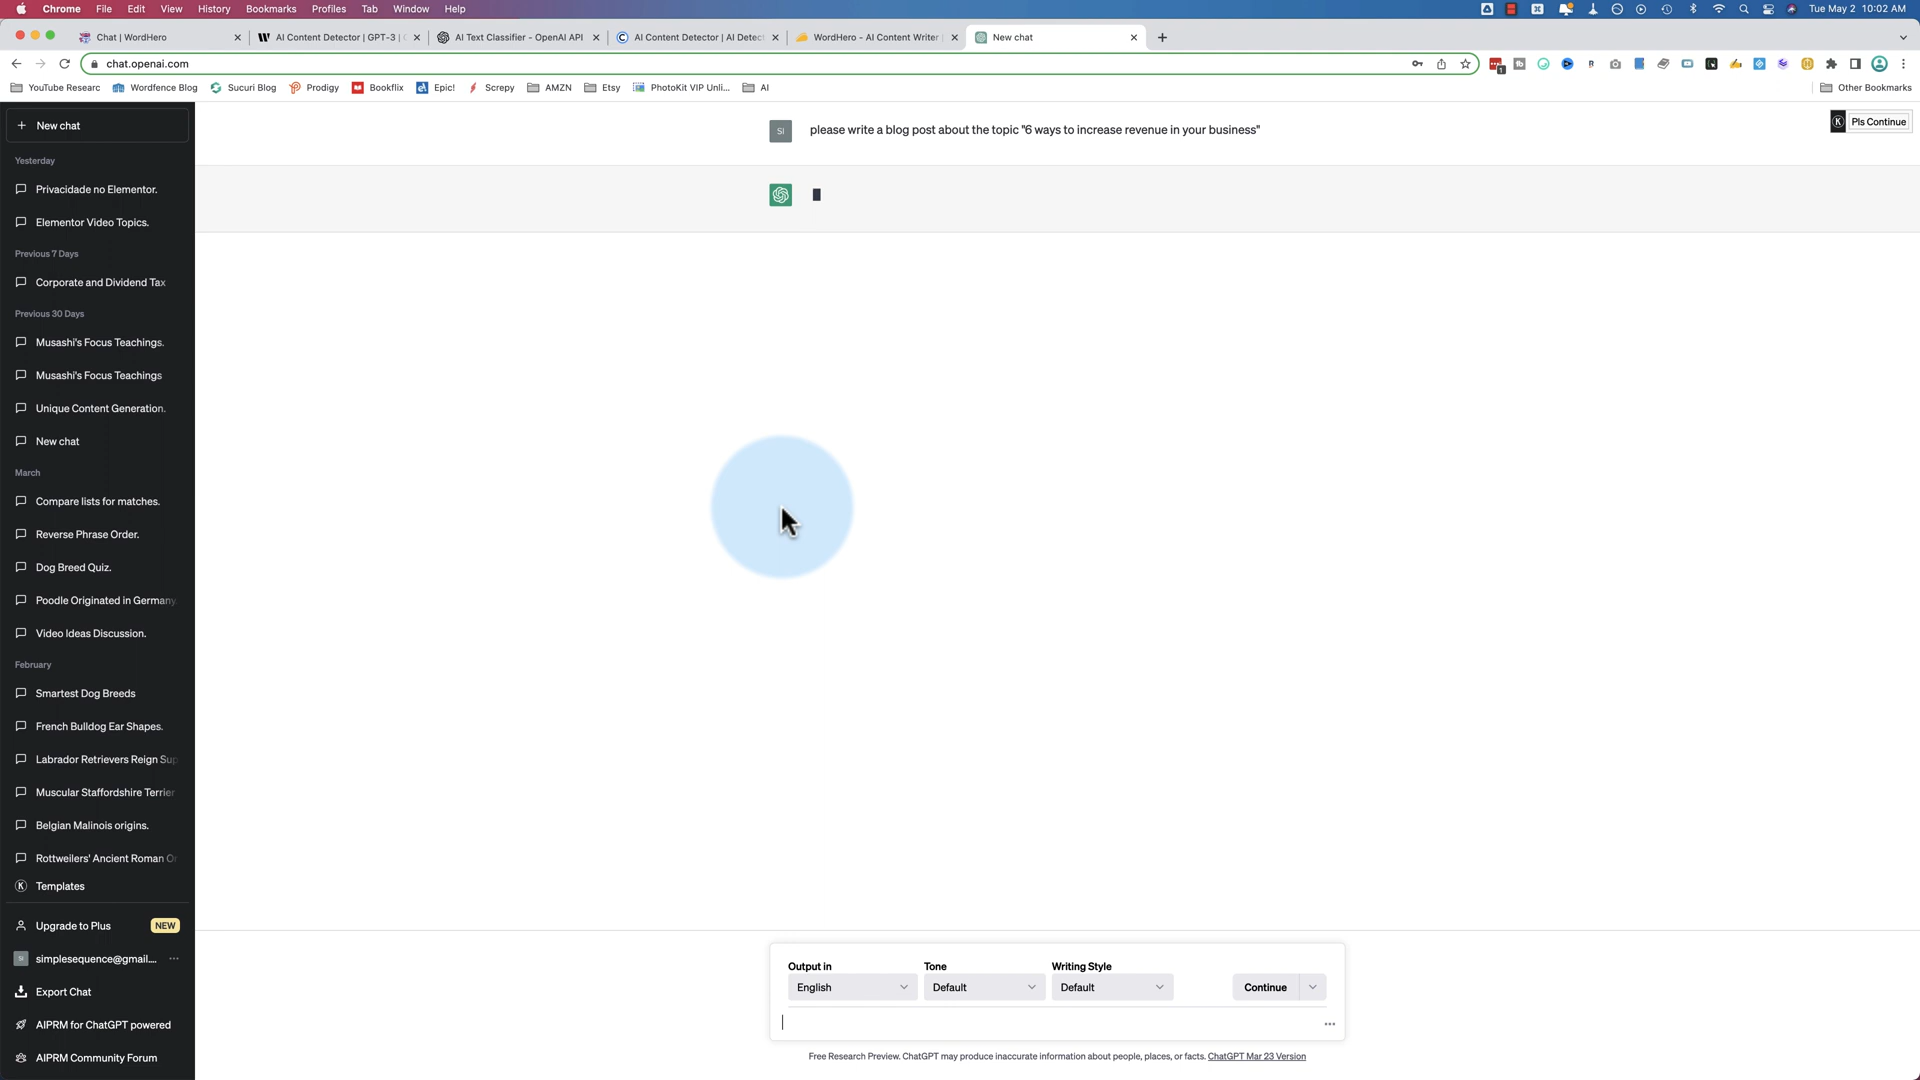 Chrome File Edit View History Bookmarks Profiles Tab Window Help Tue May 2 10:02 AM
Chat | WordHero AI Content Detector | GPT-3 | AI Text Classifier - OpenAI API AI Content Detector | AI Detec WordHero - AI Content Writer New chat
chat.openai.com 1
YouTube Researc Wordfence Blog Sucuri Blog Prodigy Bookflix Epic! Screpy AMZN Etsy PhotoKit VIP Unli... AI Other Bookmarks
New chat
SI please write a blog post about the topic "6 ways to increase revenue in your business"
Pls Continue
Yesterday
Privacidade no Elementor.
Elementor Video Topics.
Previous 7 Days
Corporate and Dividend Tax
Previous 30 Days
Musashi's Focus Teachings.
Musashi's Focus Teachings
Unique Content Generation.
New chat
March
Compare lists for matches.
Reverse Phrase Order.
Dog Breed Quiz.
Poodle Originated in Germany.
Video Ideas Discussion.
February
Smartest Dog Breeds
French Bulldog Ear Shapes.
Labrador Retrievers Reign Sup
Muscular Staffordshire Terrier
Belgian Malinois origins.
Rottweilers' Ancient Roman Or
Templates
Upgrade to Plus NEW
SI simplesequence@gmail.... ...
Export Chat
AIPRM for ChatGPT powered
AIPRM Community Forum
Output in Tone Writing Style
English Default Default Continue
Free Research Preview. ChatGPT may produce inaccurate information about people, places, or facts. ChatGPT Mar 23 Version